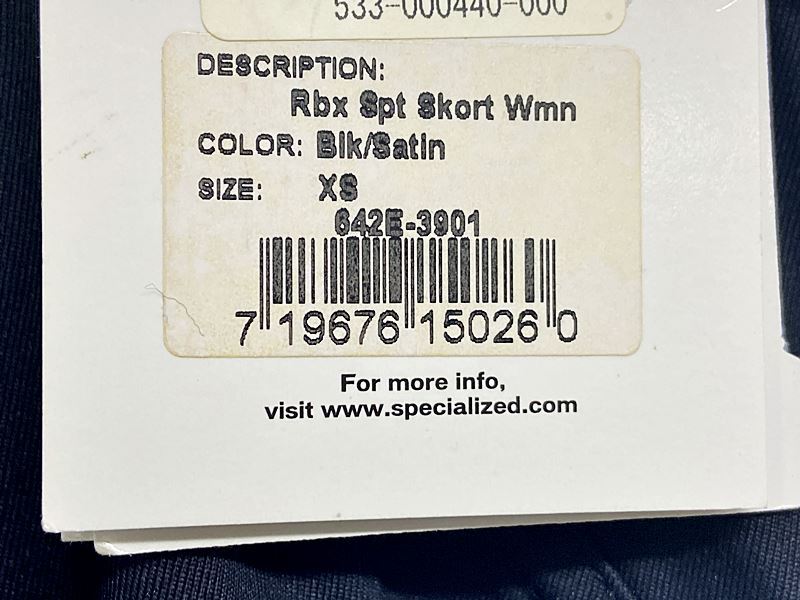 533-000440-000
DESCRIPTION:
Rbx Spt Skort Wmn
COLOR: Blk/Satin
SIZE: XS
642E-3901
7 19676 15026 0
For more info,
visit www.specialized.com